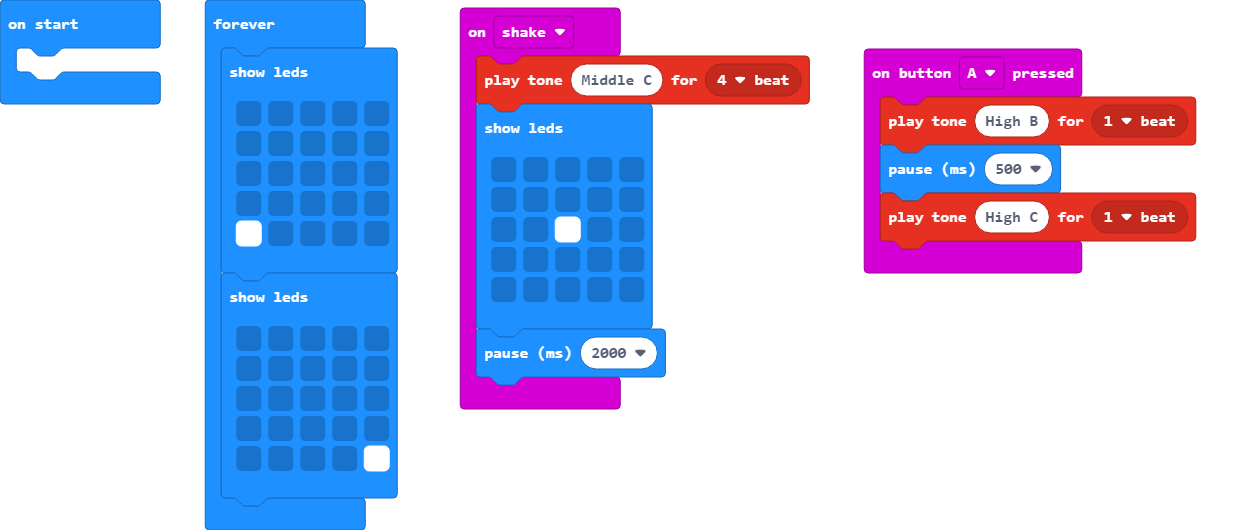 on start
forever
show leds
show leds
on shake
play tone Middle C for 4 beat
show leds
pause (ms) 2000
on button A pressed
play tone High B for 1 beat
pause (ms) 500
play tone High C for 1 beat